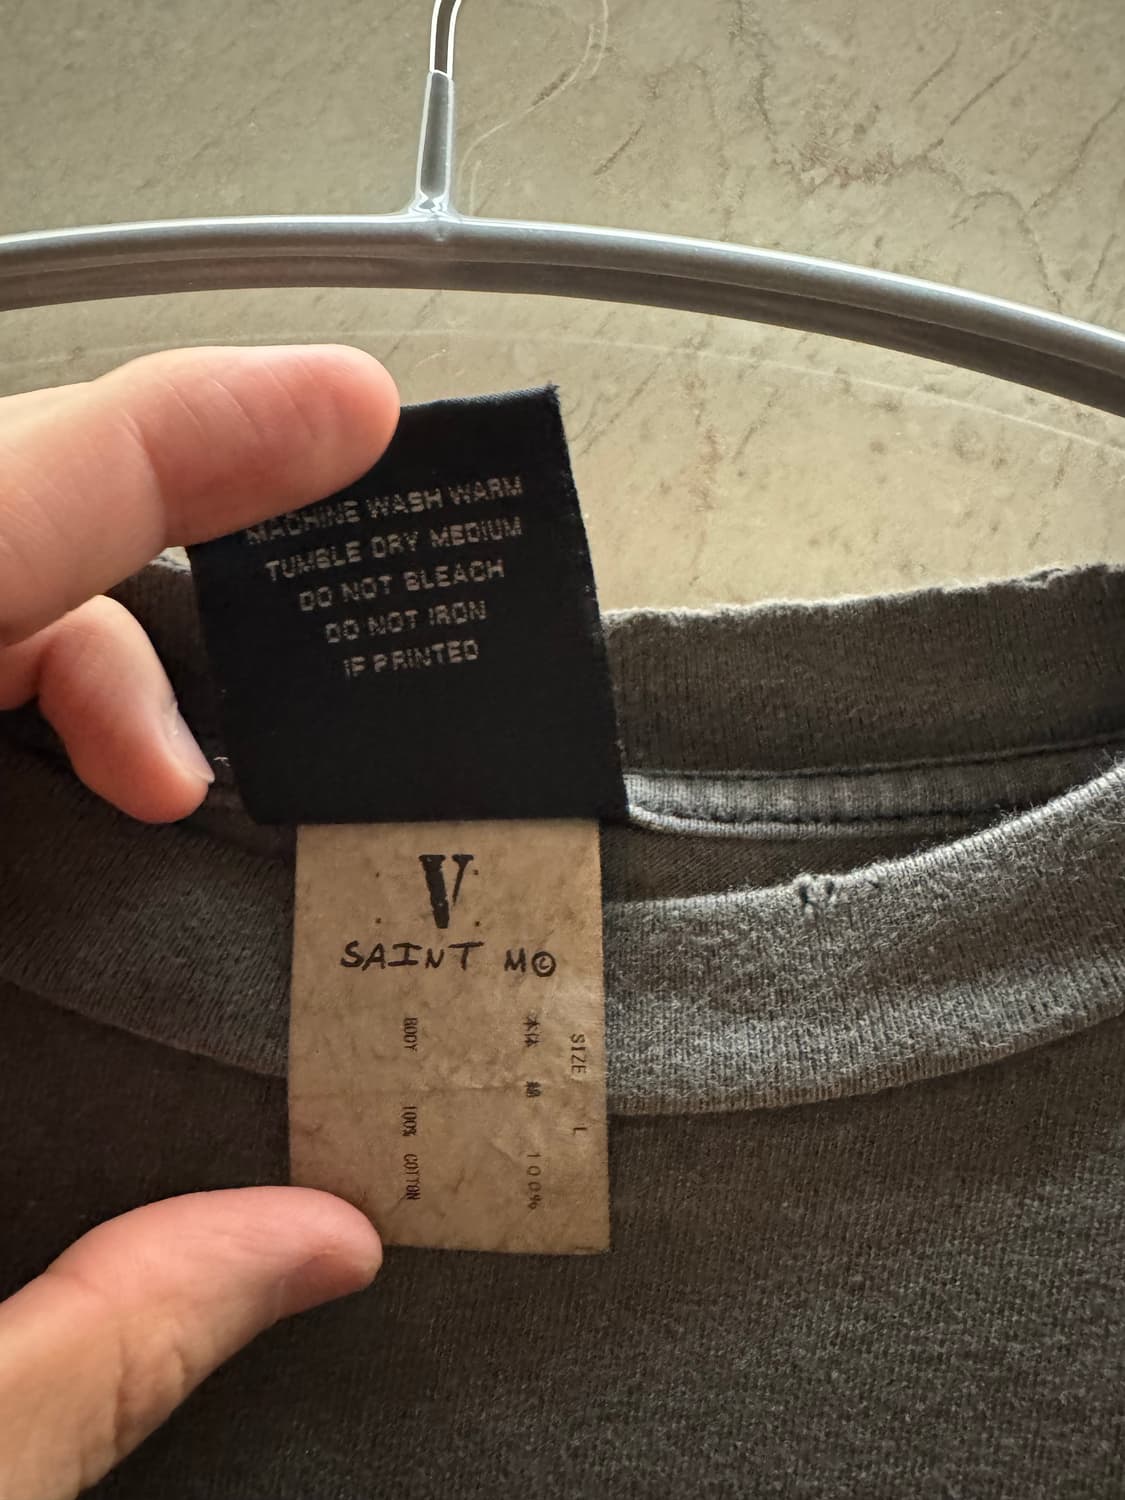 MACHINE WASH WARM
TUMBLE DRY MEDIUM
DO NOT BLEACH
DO NOT IRON
IF PRINTED
V
SAINT M©
SIZE L
本体 綿 100%
BODY 100% COTTON